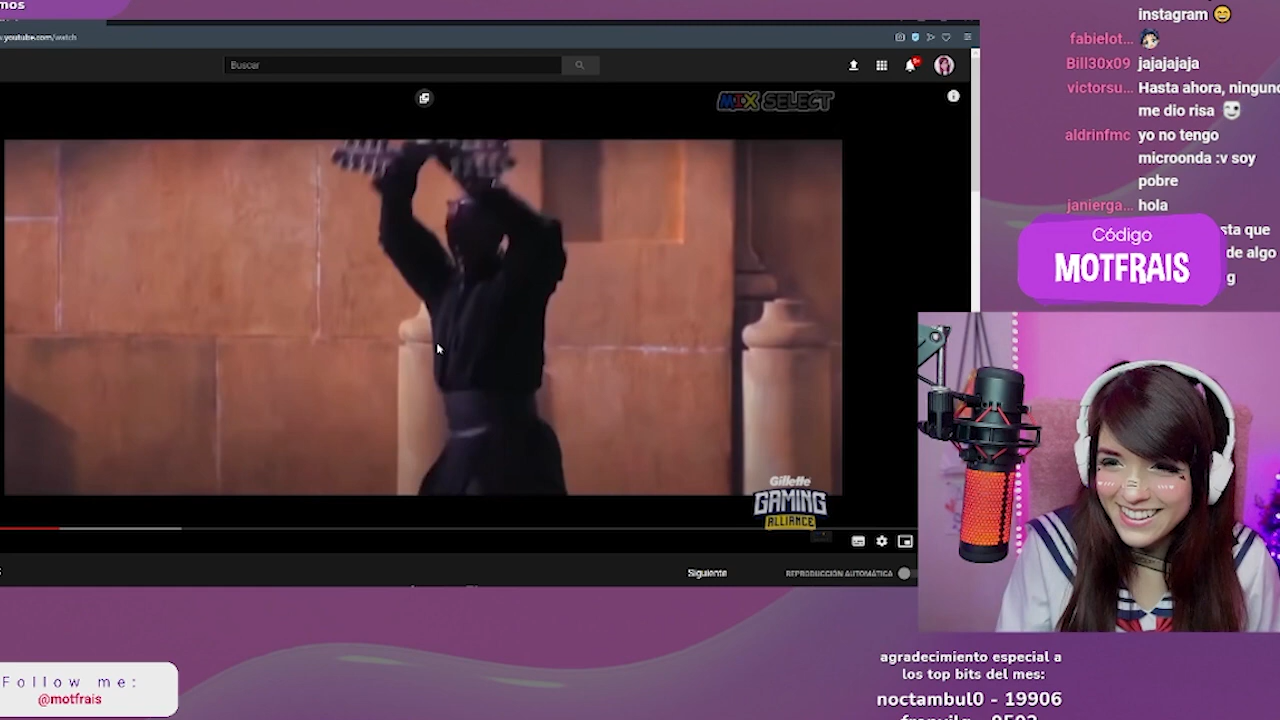 mos
.youtube.com/watch
Buscar
MIX SELECT
Gillette
GAMING
ALLIANCE
Siguiente
REPRODUCCIÓN AUTOMÁTICA
instagram
fabielot...
Bill30x09 jajajajaja
victorsu... Hasta ahora, ninguno
me dio risa
aldrinfmc yo no tengo
microonda :v soy
pobre
janierga... hola
sta que
de algo
g
Código
MOTFRAIS
Follow me:
@motfrais
agradecimiento especial a
los top bits del mes:
noctambul0 - 19906